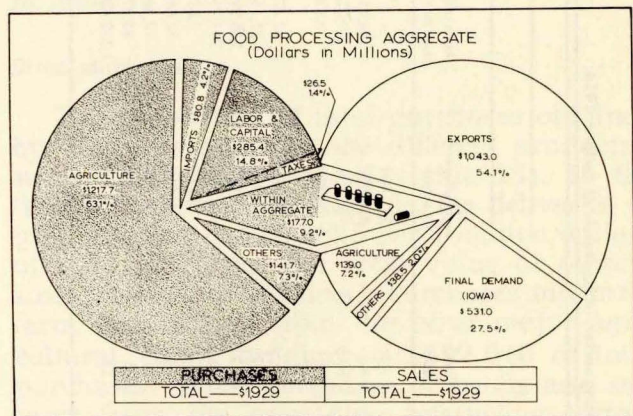 FOOD PROCESSING AGGREGATE
(Dollars in Millions)
AGRICULTURE
$1217.7
63.1%
IMPORTS $80.8 4.2%
LABOR &
CAPITAL
$285.4
14.8%
$26.5
1.4%
TAXES
WITHIN
AGGREGATE
$177.0
9.2%
OTHERS
$141.7
7.3%
EXPORTS
$1,043.0
54.1%
AGRICULTURE
$139.0
7.2%
OTHERS $38.5 2.0%
FINAL DEMAND
(IOWA)
$531.0
27.5%
PURCHASES SALES
TOTAL——$1929 TOTAL——$1929